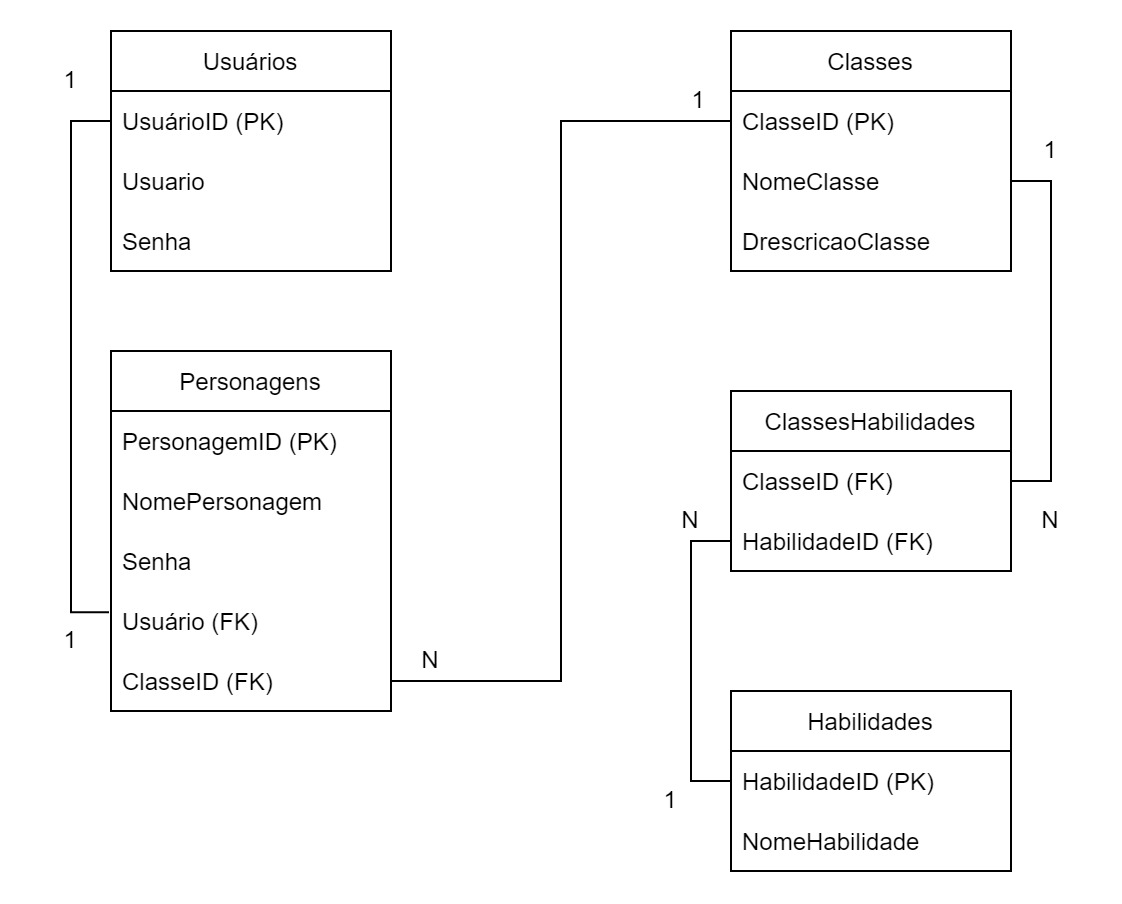 Usuários
1
UsuárioID (PK)
Usuario
Senha
Personagens
PersonagemID (PK)
NomePersonagem
Senha
Usuário (FK)
1
ClasseID (FK)
N
Classes
1
ClasseID (PK)
1
NomeClasse
DrescricaoClasse
ClassesHabilidades
ClasseID (FK)
N
N
HabilidadeID (FK)
Habilidades
HabilidadeID (PK)
1
NomeHabilidade